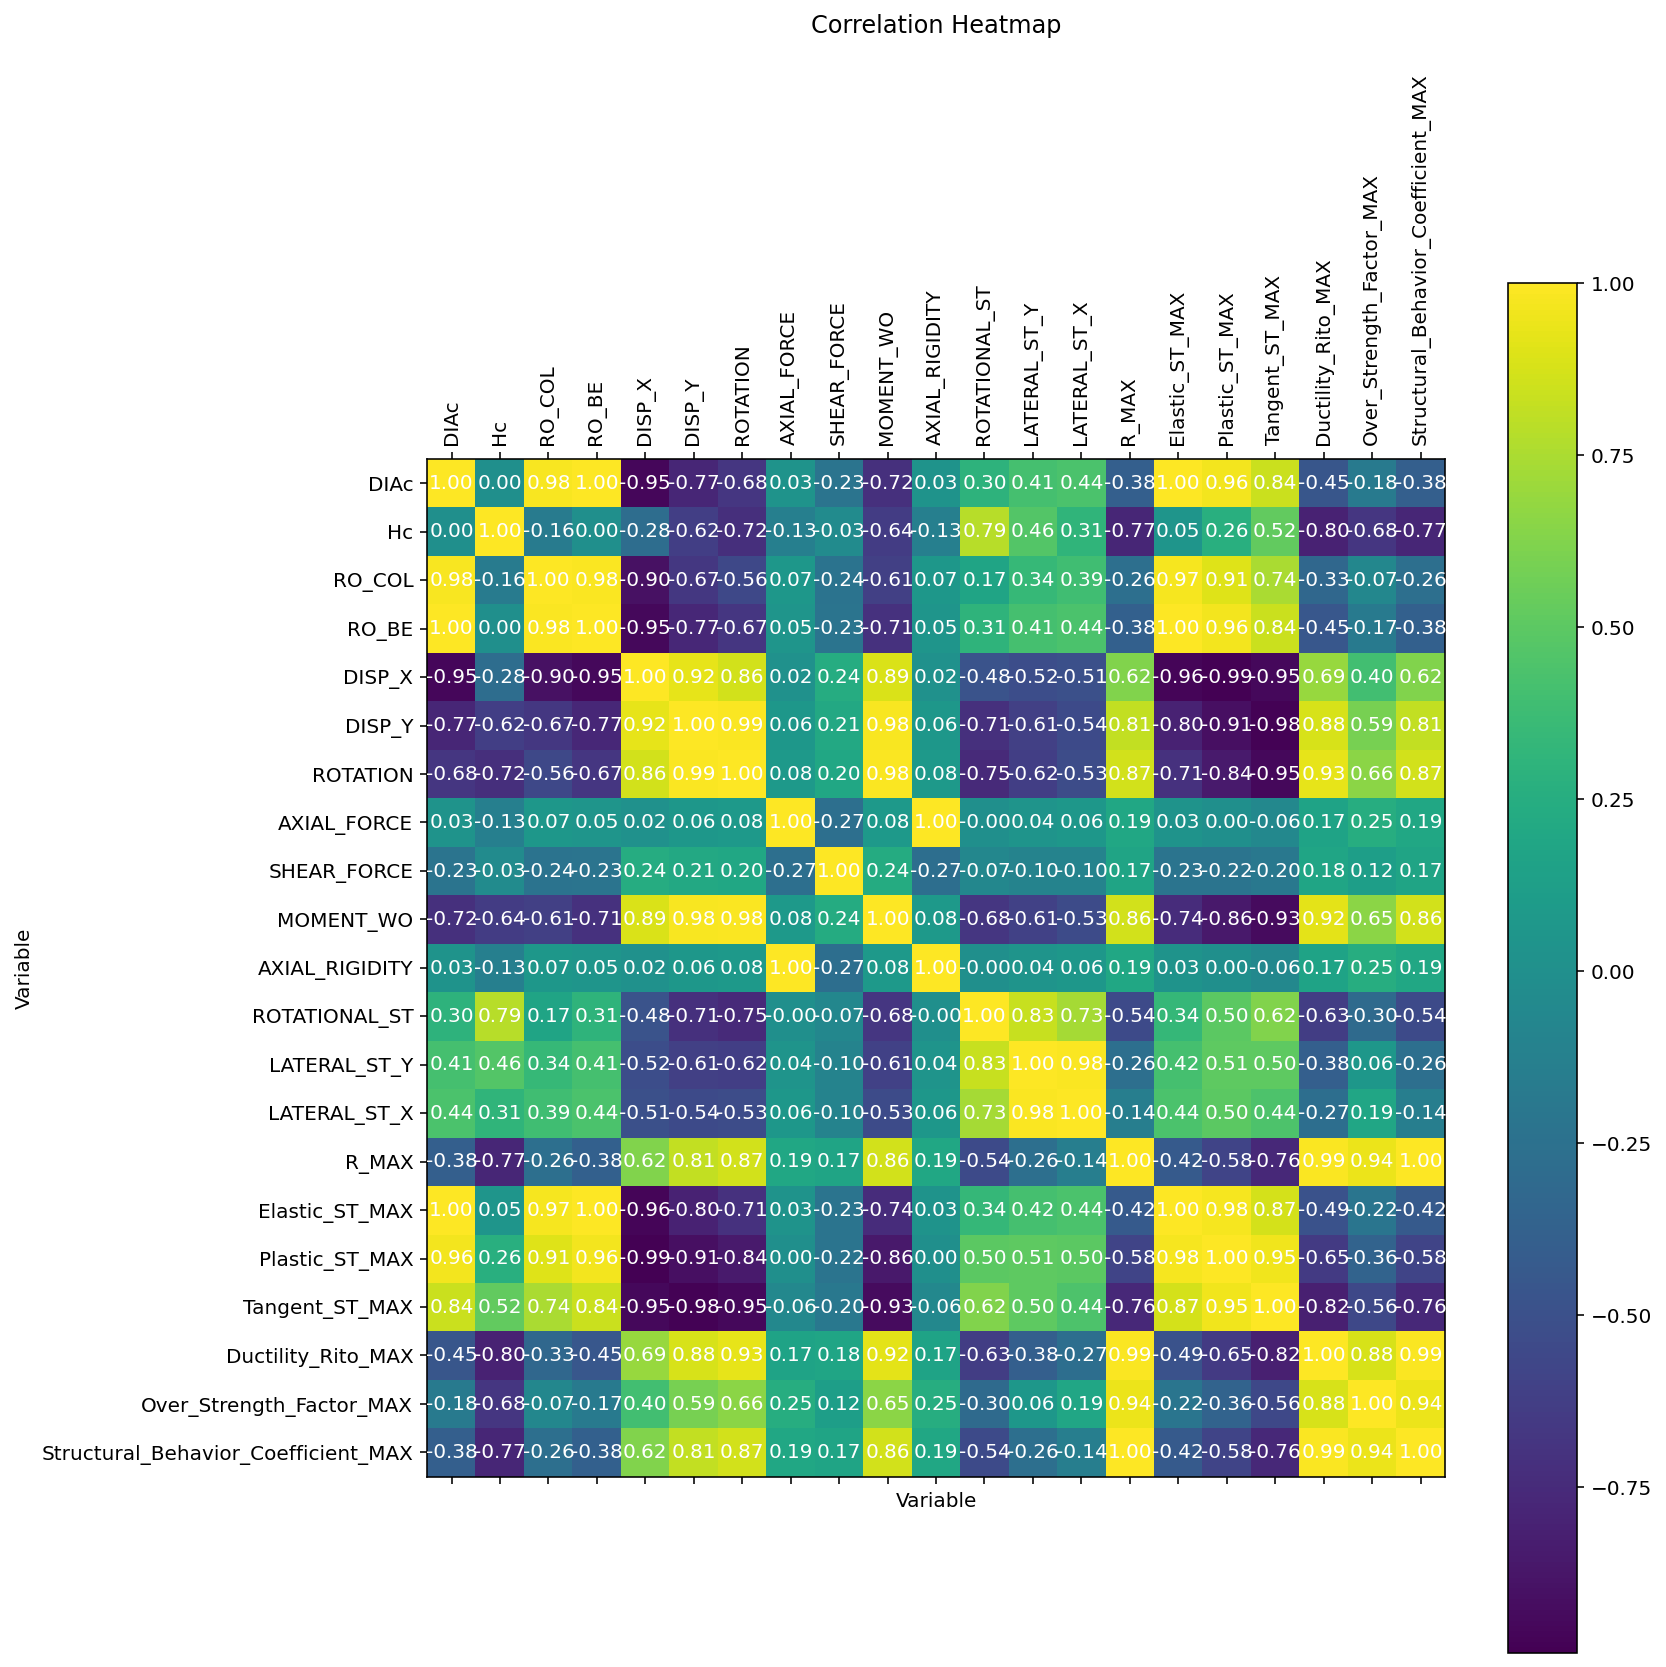 Correlation Heatmap
DIAc
Hc
RO_COL
RO_BE
DISP_X
DISP_Y
ROTATION
AXIAL_FORCE
SHEAR_FORCE
MOMENT_WO
AXIAL_RIGIDITY
ROTATIONAL_ST
LATERAL_ST_Y
LATERAL_ST_X
R_MAX
Elastic_ST_MAX
Plastic_ST_MAX
Tangent_ST_MAX
Ductility_Rito_MAX
Over_Strength_Factor_MAX
Structural_Behavior_Coefficient_MAX
DIAc 1.00 0.00 0.98 1.00 -0.95 -0.77 -0.68 0.03 -0.23 -0.72 0.03 0.30 0.41 0.44 -0.38 1.00 0.96 0.84 -0.45 -0.18 -0.38
Hc 0.00 1.00 -0.16 0.00 -0.28 -0.62 -0.72 -0.13 -0.03 -0.64 -0.13 0.79 0.46 0.31 -0.77 0.05 0.26 0.52 -0.80 -0.68 -0.77
RO_COL 0.98 -0.16 1.00 0.98 -0.90 -0.67 -0.56 0.07 -0.24 -0.61 0.07 0.17 0.34 0.39 -0.26 0.97 0.91 0.74 -0.33 -0.07 -0.26
RO_BE 1.00 0.00 0.98 1.00 -0.95 -0.77 -0.67 0.05 -0.23 -0.71 0.05 0.31 0.41 0.44 -0.38 1.00 0.96 0.84 -0.45 -0.17 -0.38
DISP_X -0.95 -0.28 -0.90 -0.95 1.00 0.92 0.86 0.02 0.24 0.89 0.02 -0.48 -0.52 -0.51 0.62 -0.96 -0.99 -0.95 0.69 0.40 0.62
DISP_Y -0.77 -0.62 -0.67 -0.77 0.92 1.00 0.99 0.06 0.21 0.98 0.06 -0.71 -0.61 -0.54 0.81 -0.80 -0.91 -0.98 0.88 0.59 0.81
ROTATION -0.68 -0.72 -0.56 -0.67 0.86 0.99 1.00 0.08 0.20 0.98 0.08 -0.75 -0.62 -0.53 0.87 -0.71 -0.84 -0.95 0.93 0.66 0.87
AXIAL_FORCE 0.03 -0.13 0.07 0.05 0.02 0.06 0.08 1.00 -0.27 0.08 1.00 -0.00 0.04 0.06 0.19 0.03 0.00 -0.06 0.17 0.25 0.19
SHEAR_FORCE -0.23 -0.03 -0.24 -0.23 0.24 0.21 0.20 -0.27 1.00 0.24 -0.27 -0.07 -0.10 -0.10 0.17 -0.23 -0.22 -0.20 0.18 0.12 0.17
MOMENT_WO -0.72 -0.64 -0.61 -0.71 0.89 0.98 0.98 0.08 0.24 1.00 0.08 -0.68 -0.61 -0.53 0.86 -0.74 -0.86 -0.93 0.92 0.65 0.86
AXIAL_RIGIDITY 0.03 -0.13 0.07 0.05 0.02 0.06 0.08 1.00 -0.27 0.08 1.00 -0.00 0.04 0.06 0.19 0.03 0.00 -0.06 0.17 0.25 0.19
ROTATIONAL_ST 0.30 0.79 0.17 0.31 -0.48 -0.71 -0.75 -0.00 -0.07 -0.68 -0.00 1.00 0.83 0.73 -0.54 0.34 0.50 0.62 -0.63 -0.30 -0.54
LATERAL_ST_Y 0.41 0.46 0.34 0.41 -0.52 -0.61 -0.62 0.04 -0.10 -0.61 0.04 0.83 1.00 0.98 -0.26 0.42 0.51 0.50 -0.38 0.06 -0.26
LATERAL_ST_X 0.44 0.31 0.39 0.44 -0.51 -0.54 -0.53 0.06 -0.10 -0.53 0.06 0.73 0.98 1.00 -0.14 0.44 0.50 0.44 -0.27 0.19 -0.14
R_MAX -0.38 -0.77 -0.26 -0.38 0.62 0.81 0.87 0.19 0.17 0.86 0.19 -0.54 -0.26 -0.14 1.00 -0.42 -0.58 -0.76 0.99 0.94 1.00
Elastic_ST_MAX 1.00 0.05 0.97 1.00 -0.96 -0.80 -0.71 0.03 -0.23 -0.74 0.03 0.34 0.42 0.44 -0.42 1.00 0.98 0.87 -0.49 -0.22 -0.42
Plastic_ST_MAX 0.96 0.26 0.91 0.96 -0.99 -0.91 -0.84 0.00 -0.22 -0.86 0.00 0.50 0.51 0.50 -0.58 0.98 1.00 0.95 -0.65 -0.36 -0.58
Tangent_ST_MAX 0.84 0.52 0.74 0.84 -0.95 -0.98 -0.95 -0.06 -0.20 -0.93 -0.06 0.62 0.50 0.44 -0.76 0.87 0.95 1.00 -0.82 -0.56 -0.76
Ductility_Rito_MAX -0.45 -0.80 -0.33 -0.45 0.69 0.88 0.93 0.17 0.18 0.92 0.17 -0.63 -0.38 -0.27 0.99 -0.49 -0.65 -0.82 1.00 0.88 0.99
Over_Strength_Factor_MAX -0.18 -0.68 -0.07 -0.17 0.40 0.59 0.66 0.25 0.12 0.65 0.25 -0.30 0.06 0.19 0.94 -0.22 -0.36 -0.56 0.88 1.00 0.94
Structural_Behavior_Coefficient_MAX -0.38 -0.77 -0.26 -0.38 0.62 0.81 0.87 0.19 0.17 0.86 0.19 -0.54 -0.26 -0.14 1.00 -0.42 -0.58 -0.76 0.99 0.94 1.00
Variable
Variable
1.00
0.75
0.50
0.25
0.00
−0.25
−0.50
−0.75